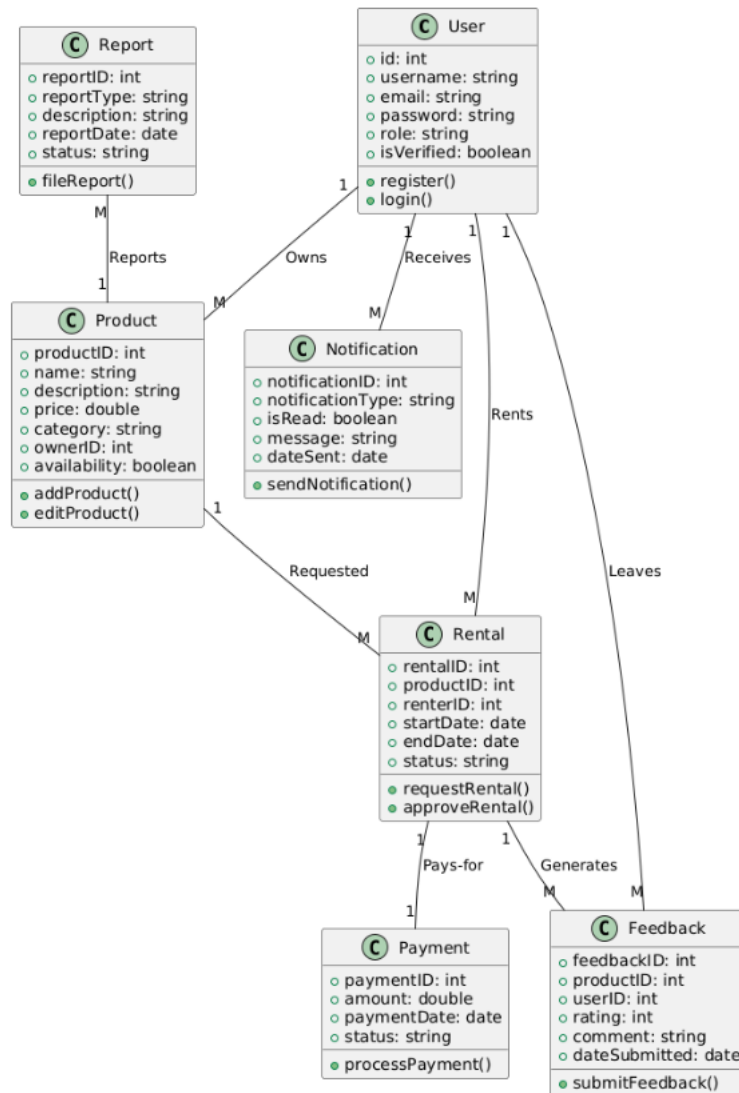 C Report
reportID: int
reportType: string
description: string
reportDate: date
status: string
fileReport()
C User
id: int
username: string
email: string
password: string
role: string
isVerified: boolean
register()
login()
M
Reports
1
1
Owns
M
1
Receives
M
1
Rents
M
1
Leaves
M
C Product
productID: int
name: string
description: string
price: double
category: string
ownerID: int
availability: boolean
addProduct()
editProduct()
C Notification
notificationID: int
notificationType: string
isRead: boolean
message: string
dateSent: date
sendNotification()
1
Requested
M
C Rental
rentalID: int
productID: int
renterID: int
startDate: date
endDate: date
status: string
requestRental()
approveRental()
1
Pays-for
1
1
Generates
M
C Payment
paymentID: int
amount: double
paymentDate: date
status: string
processPayment()
C Feedback
feedbackID: int
productID: int
userID: int
rating: int
comment: string
dateSubmitted: date
submitFeedback()